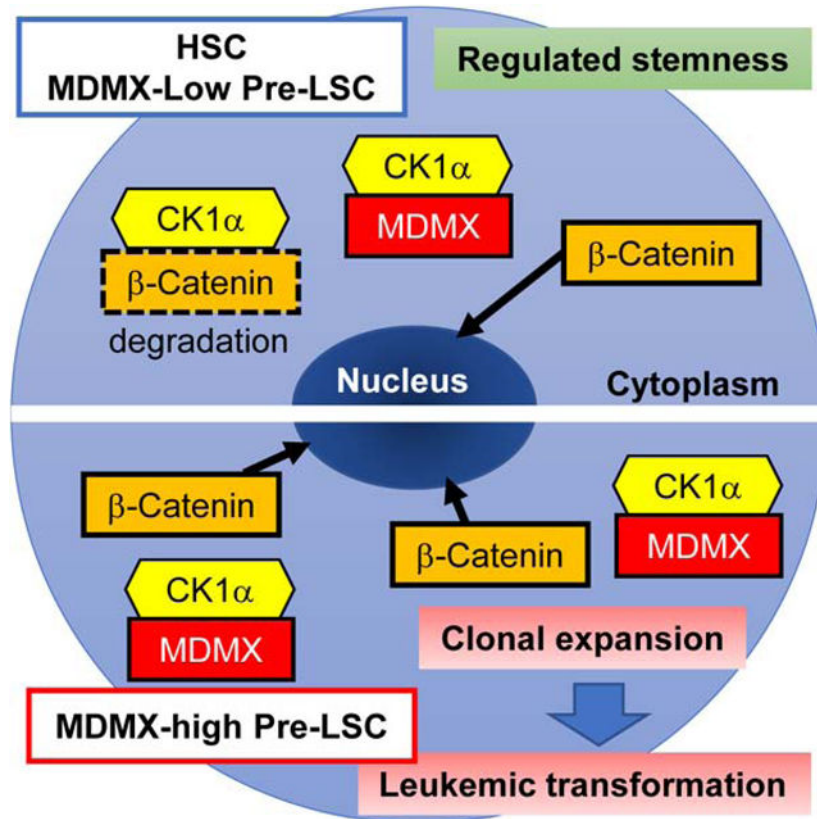 HSC
MDMX-Low Pre-LSC
Regulated stemness
CK1α
MDMX
CK1α
β-Catenin
degradation
β-Catenin
Nucleus
Cytoplasm
β-Catenin
CK1α
MDMX
β-Catenin
CK1α
MDMX
Clonal expansion
MDMX-high Pre-LSC
Leukemic transformation